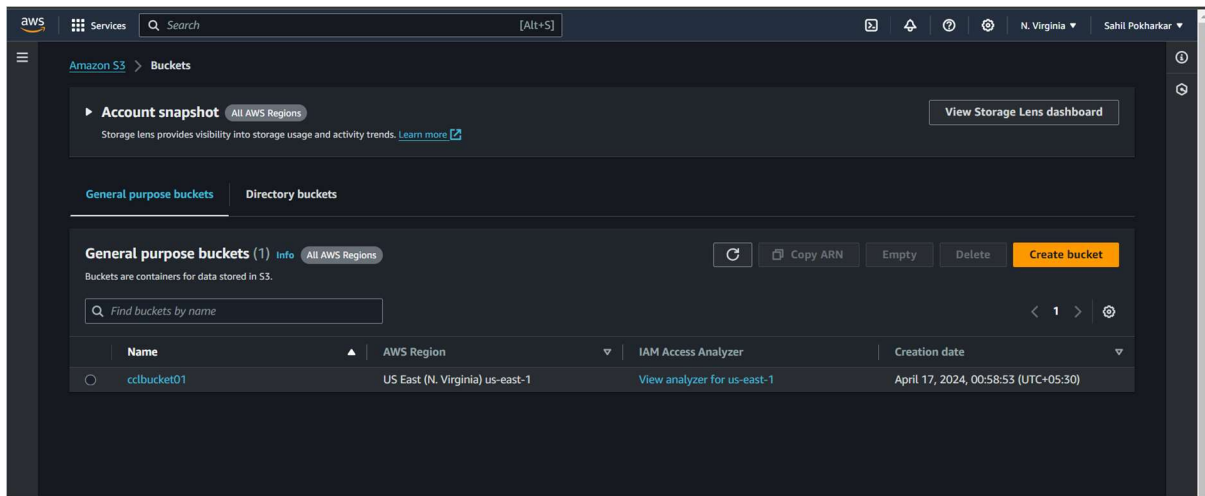 aws Services Search [Alt+S] N. Virginia ▼ Sahil Pokharkar ▼
Amazon S3 > Buckets
Account snapshot All AWS Regions
View Storage Lens dashboard
Storage lens provides visibility into storage usage and activity trends. Learn more
General purpose buckets Directory buckets
General purpose buckets (1) Info All AWS Regions
Copy ARN Empty Delete Create bucket
Buckets are containers for data stored in S3.
Find buckets by name
< 1 >
Name AWS Region IAM Access Analyzer Creation date
cclbucket01 US East (N. Virginia) us-east-1 View analyzer for us-east-1 April 17, 2024, 00:58:53 (UTC+05:30)